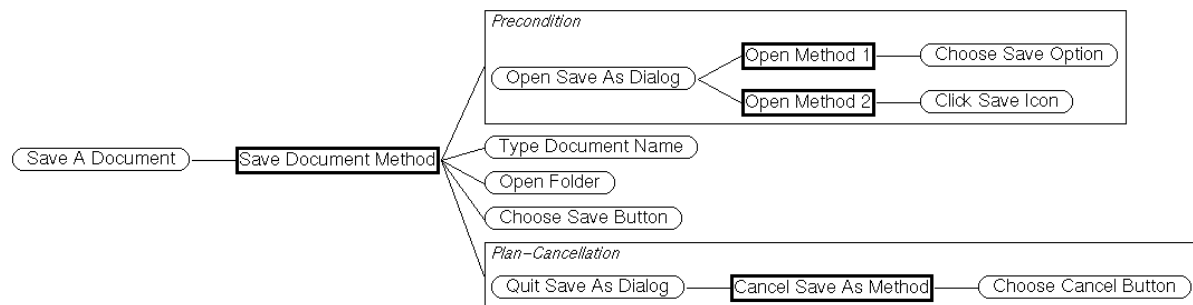 Precondition
Open Save As Dialog
Open Method 1
Choose Save Option
Open Method 2
Click Save Icon
Save A Document
Save Document Method
Type Document Name
Open Folder
Choose Save Button
Plan-Cancellation
Quit Save As Dialog
Cancel Save As Method
Choose Cancel Button